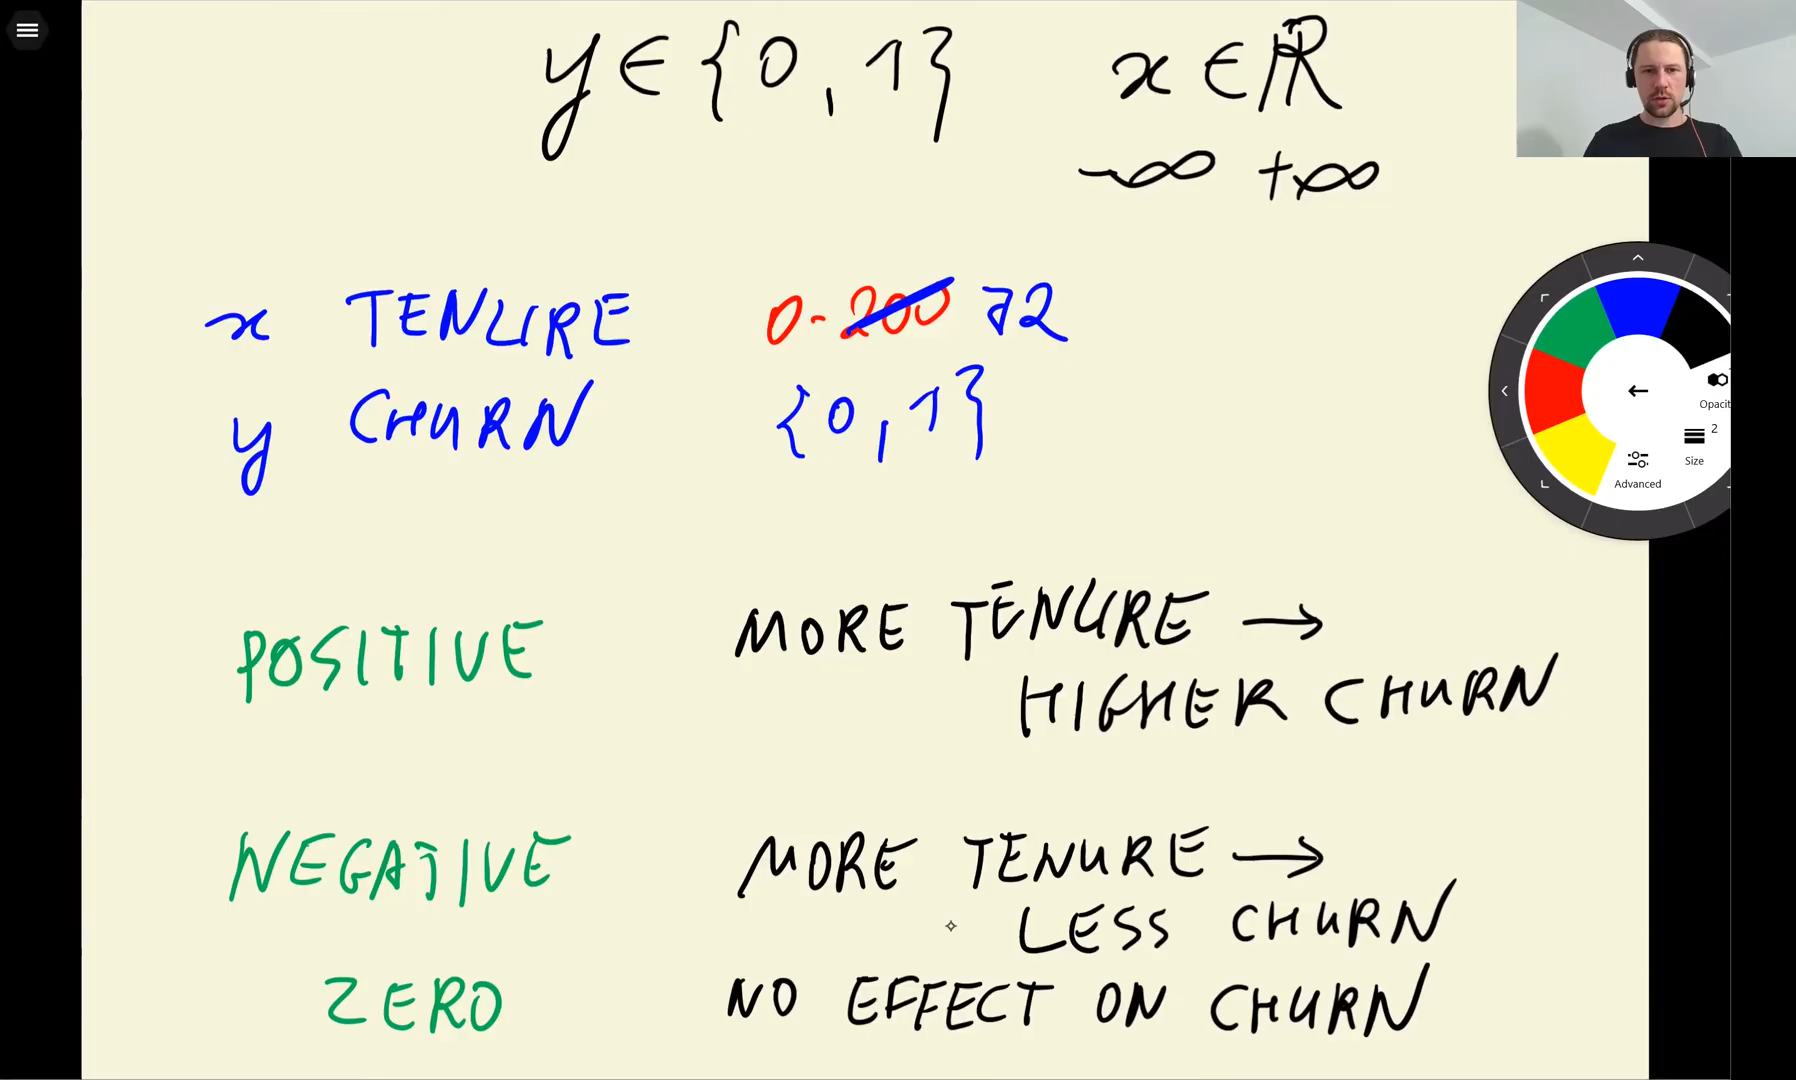 y ∈ {0, 1} x ∈ ℝ
-∞ +∞
x TENURE 0-200 72
y CHURN {0, 1}
POSITIVE MORE TENURE →
HIGHER CHURN
NEGATIVE MORE TENURE →
LESS CHURN
ZERO NO EFFECT ON CHURN
Opacit
2
Size
Advanced